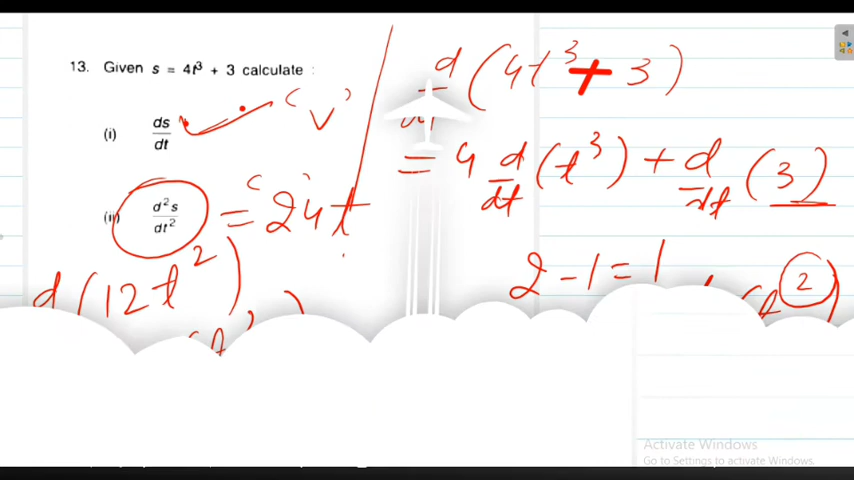 13. Given s = 4t³ + 3 calculate :
(i) ds/dt ' v '
(ii) d²s/dt² = 24t
d (12t²)
d (4t³ + 3)
= 4 d/dt (t³) + d/dt (3)
2 - 1 = 1
2
Activate Windows
Go to Settings to activate Windows.